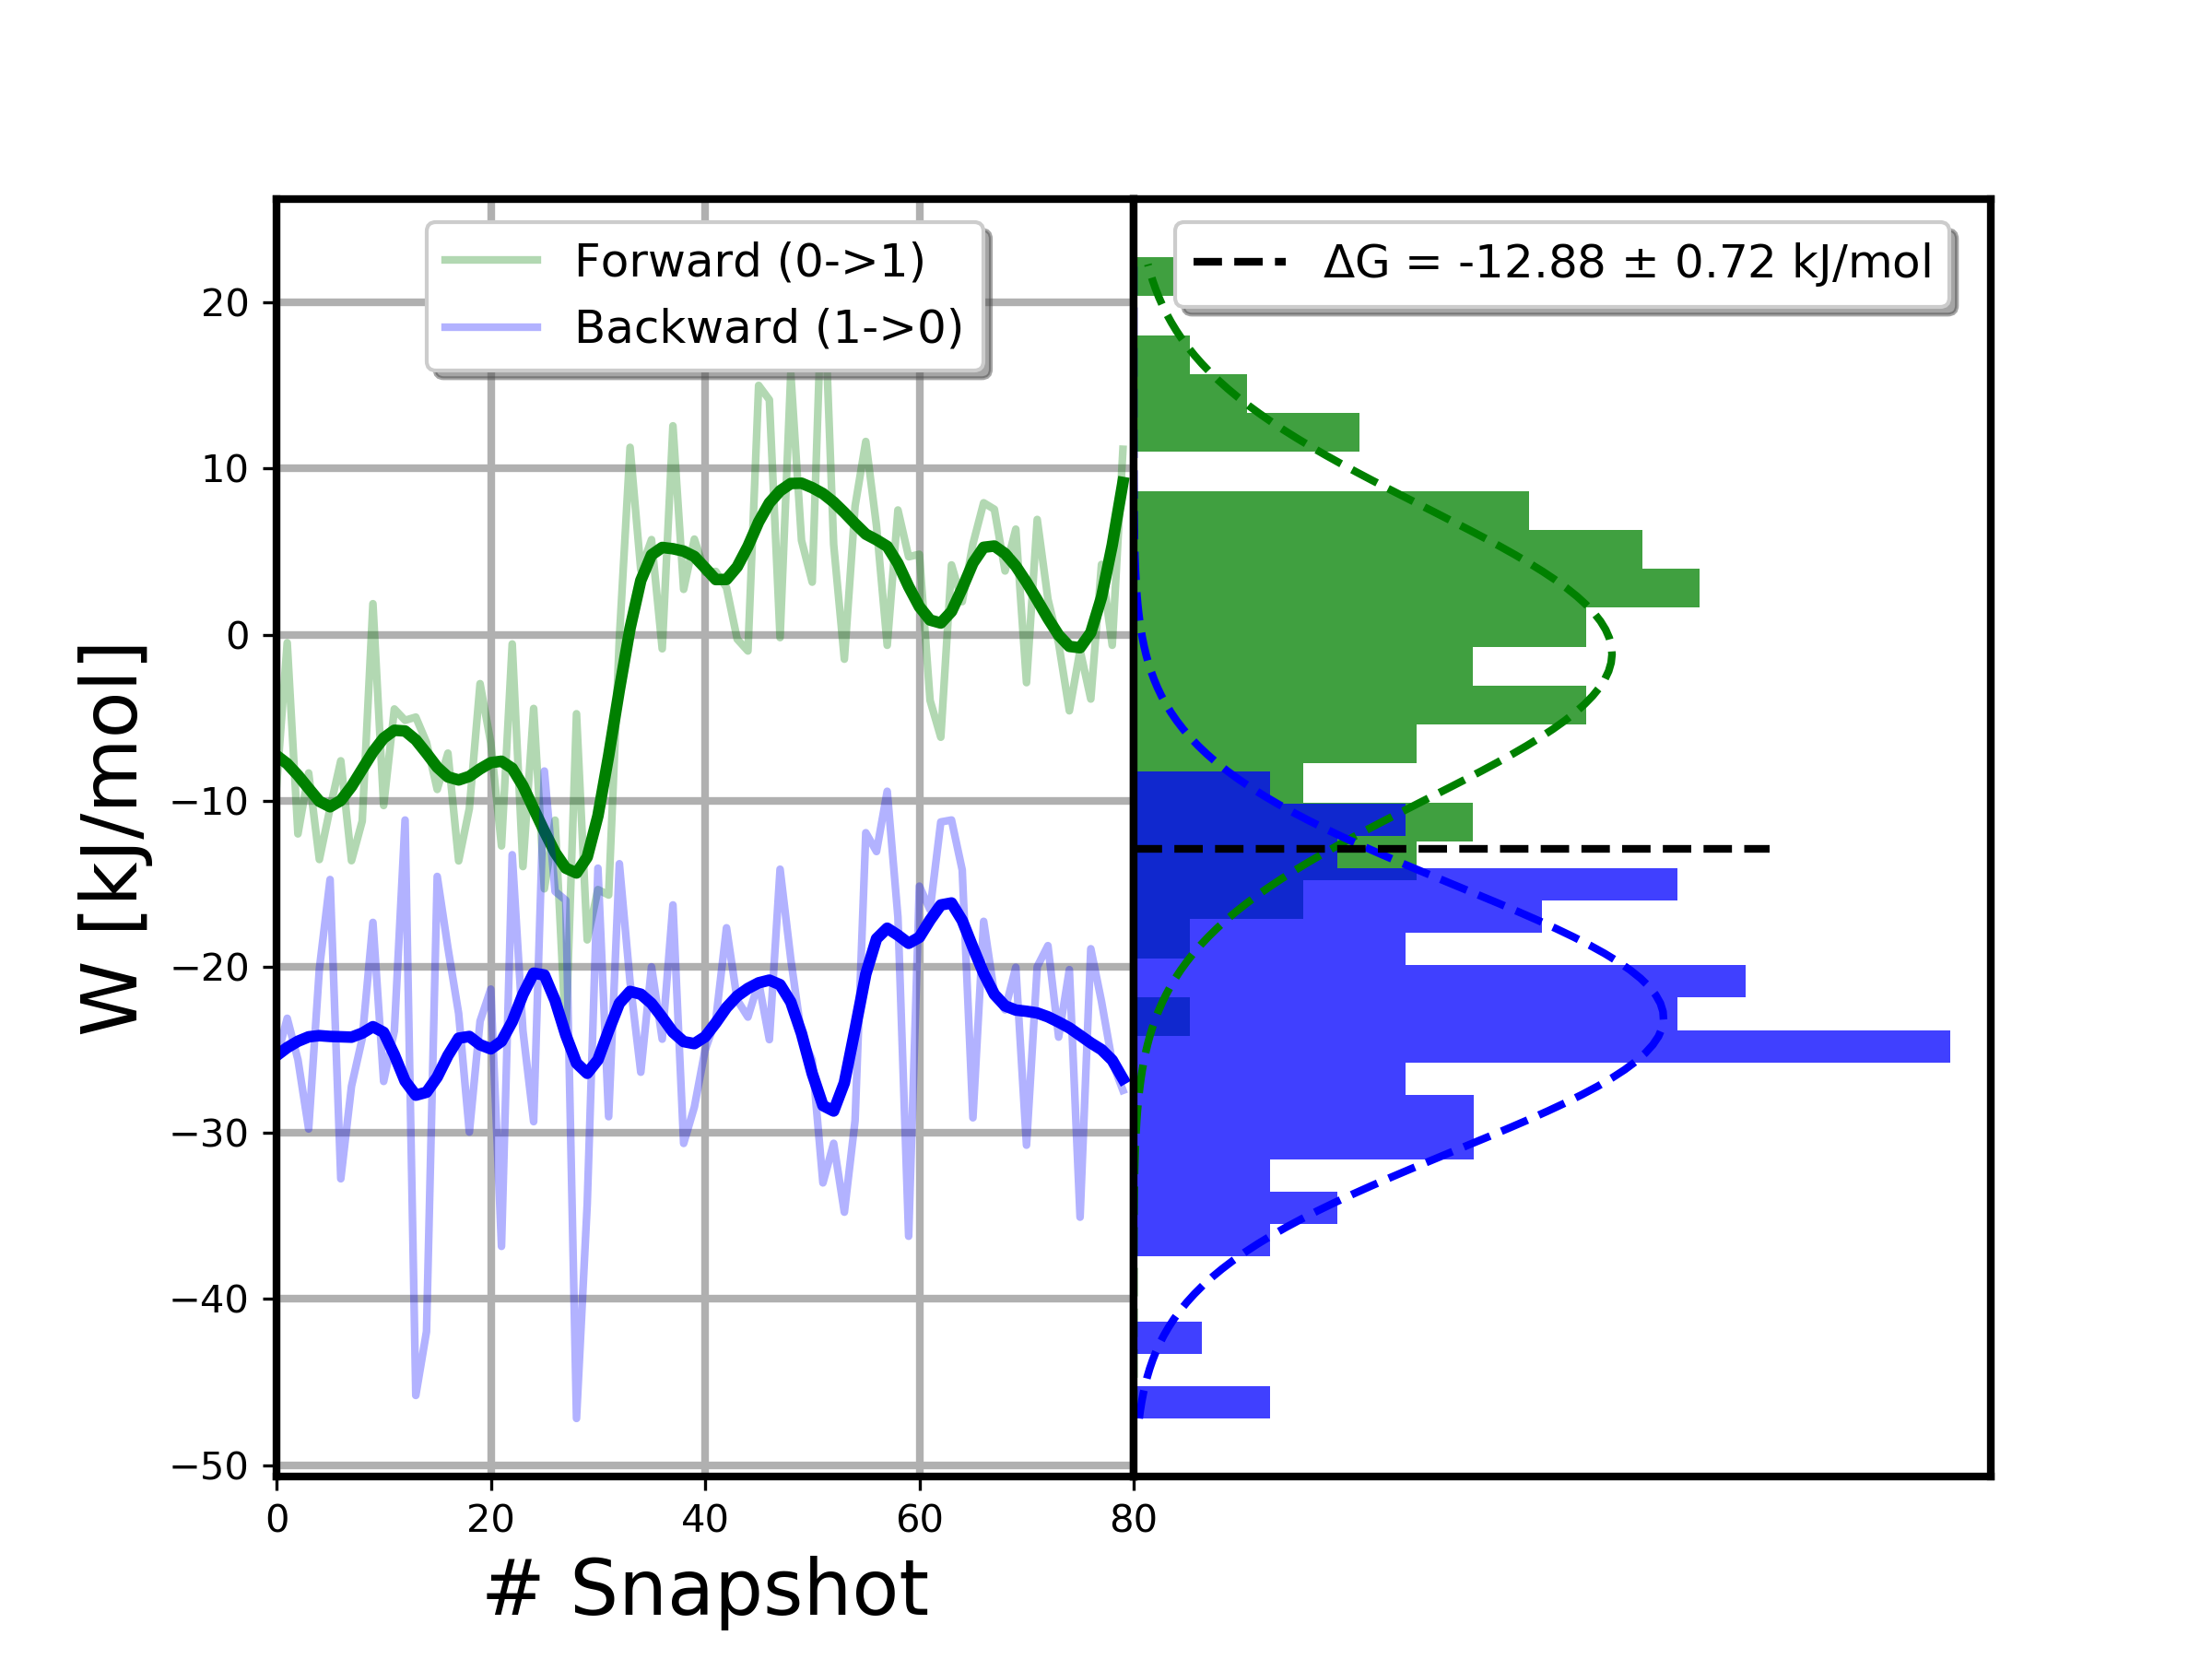 Forward (0->1)
Backward (1->0)
ΔG = -12.88 ± 0.72 kJ/mol
W [kJ/mol]
20
10
0
−10
−20
−30
−40
−50
0 20 40 60 80
# Snapshot